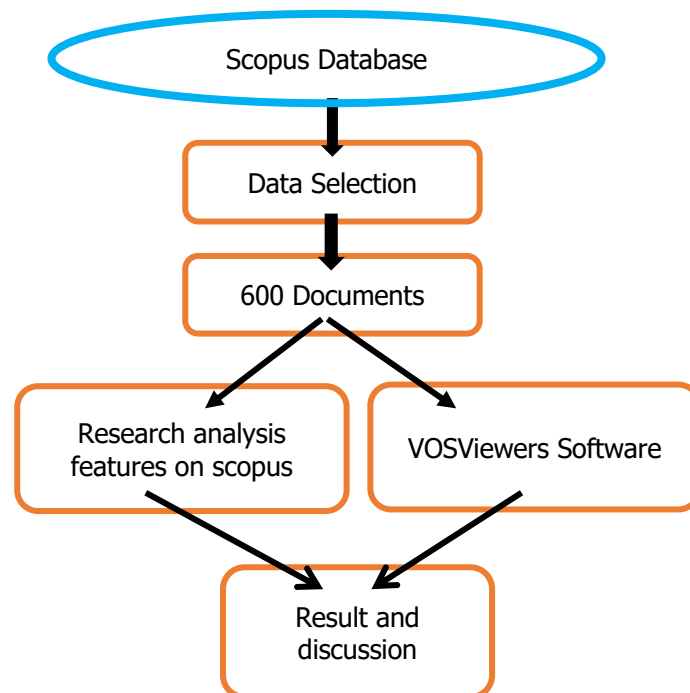 Scopus Database
Data Selection
600 Documents
Research analysis
features on scopus
VOSViewers Software
Result and
discussion